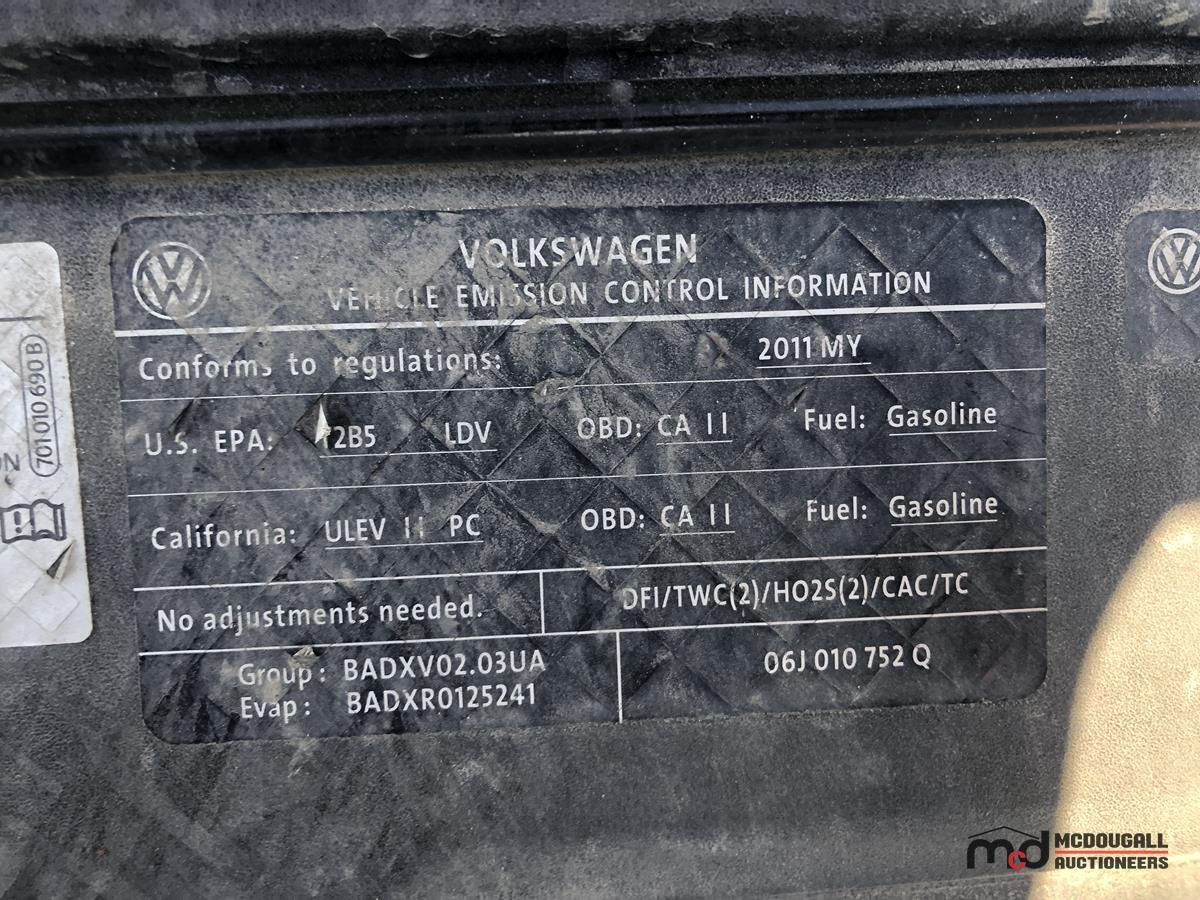 VOLKSWAGEN
VEHICLE EMISSION CONTROL INFORMATION
Conforms to regulations: 2011 MY
U.S. EPA: T2B5 LDV OBD: CA II Fuel: Gasoline
California: ULEV II PC OBD: CA II Fuel: Gasoline
No adjustments needed. DFI/TWC(2)/HO2S(2)/CAC/TC
Group: BADXV02.03UA 06J 010 752 Q
Evap: BADXR0125241
701 010 690 B
mcd MCDOUGALL
AUCTIONEERS